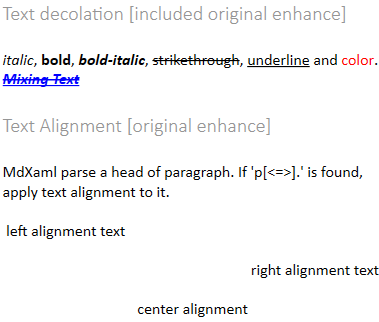 Text decolation [included original enhance]
italic, bold, bold-italic, strikethrough, underline and color.
Mixing Text
Text Alignment [original enhance]
MdXaml parse a head of paragraph. If 'p[<=>].' is found,
apply text alignment to it.
left alignment text
right alignment text
center alignment